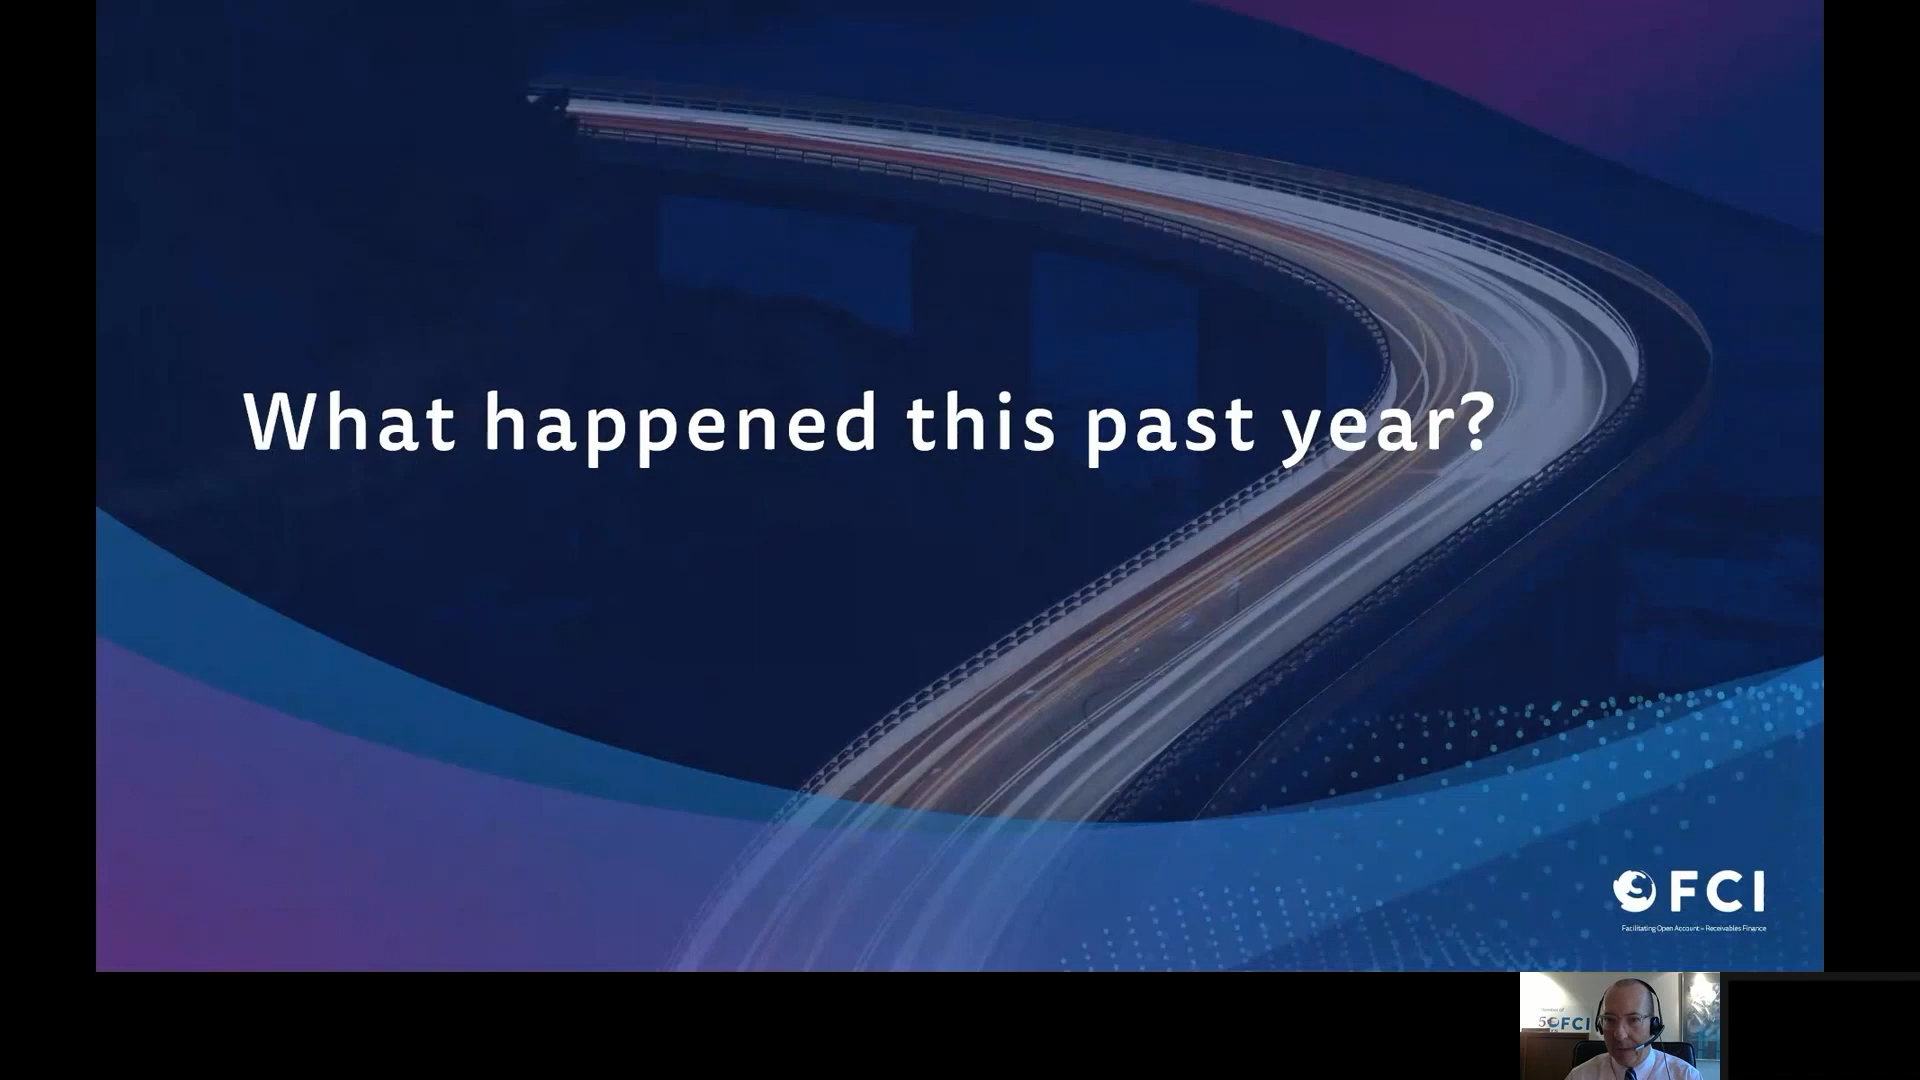 What happened this past year?
FCI
Facilitating Open Account - Receivables Finance
FCI